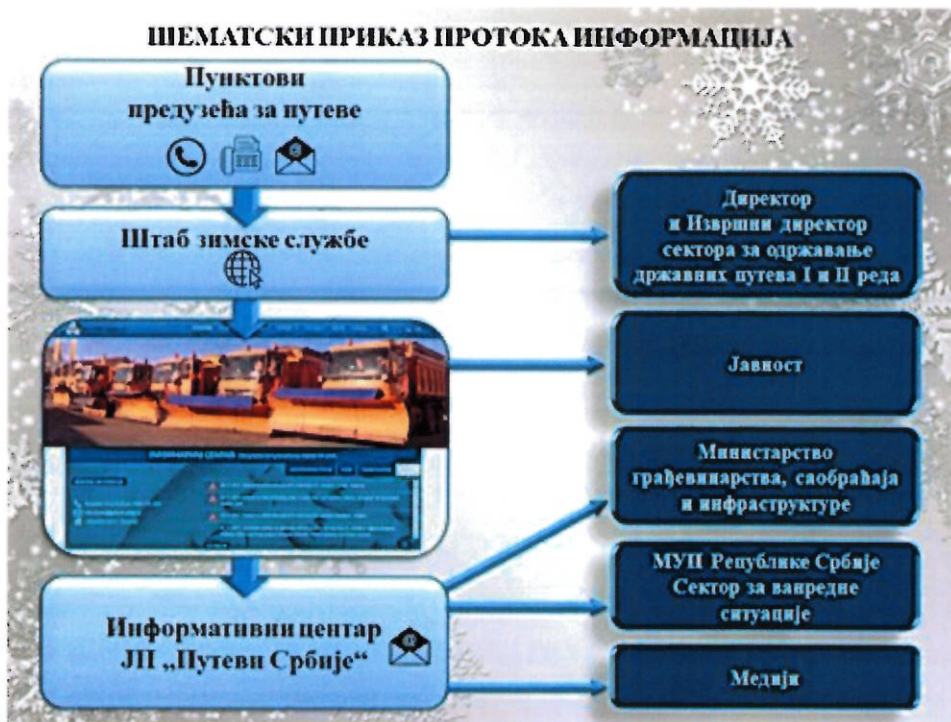 ШЕМАТСКИ ПРИКАЗ ПРОТОКА ИНФОРМАЦИЈА
Пунктови
предузећа за путеве
Штаб зимске службе
Директор
и Извршни директор
сектора за одржавање
државних путева I и II реда
Јавност
Министарство
грађевинарства, саобраћаја
и инфраструктуре
МУП Републике Србије
Сектор за ванредне
ситуације
Информативни центар
ЈП „Путеви Србије“
Медији